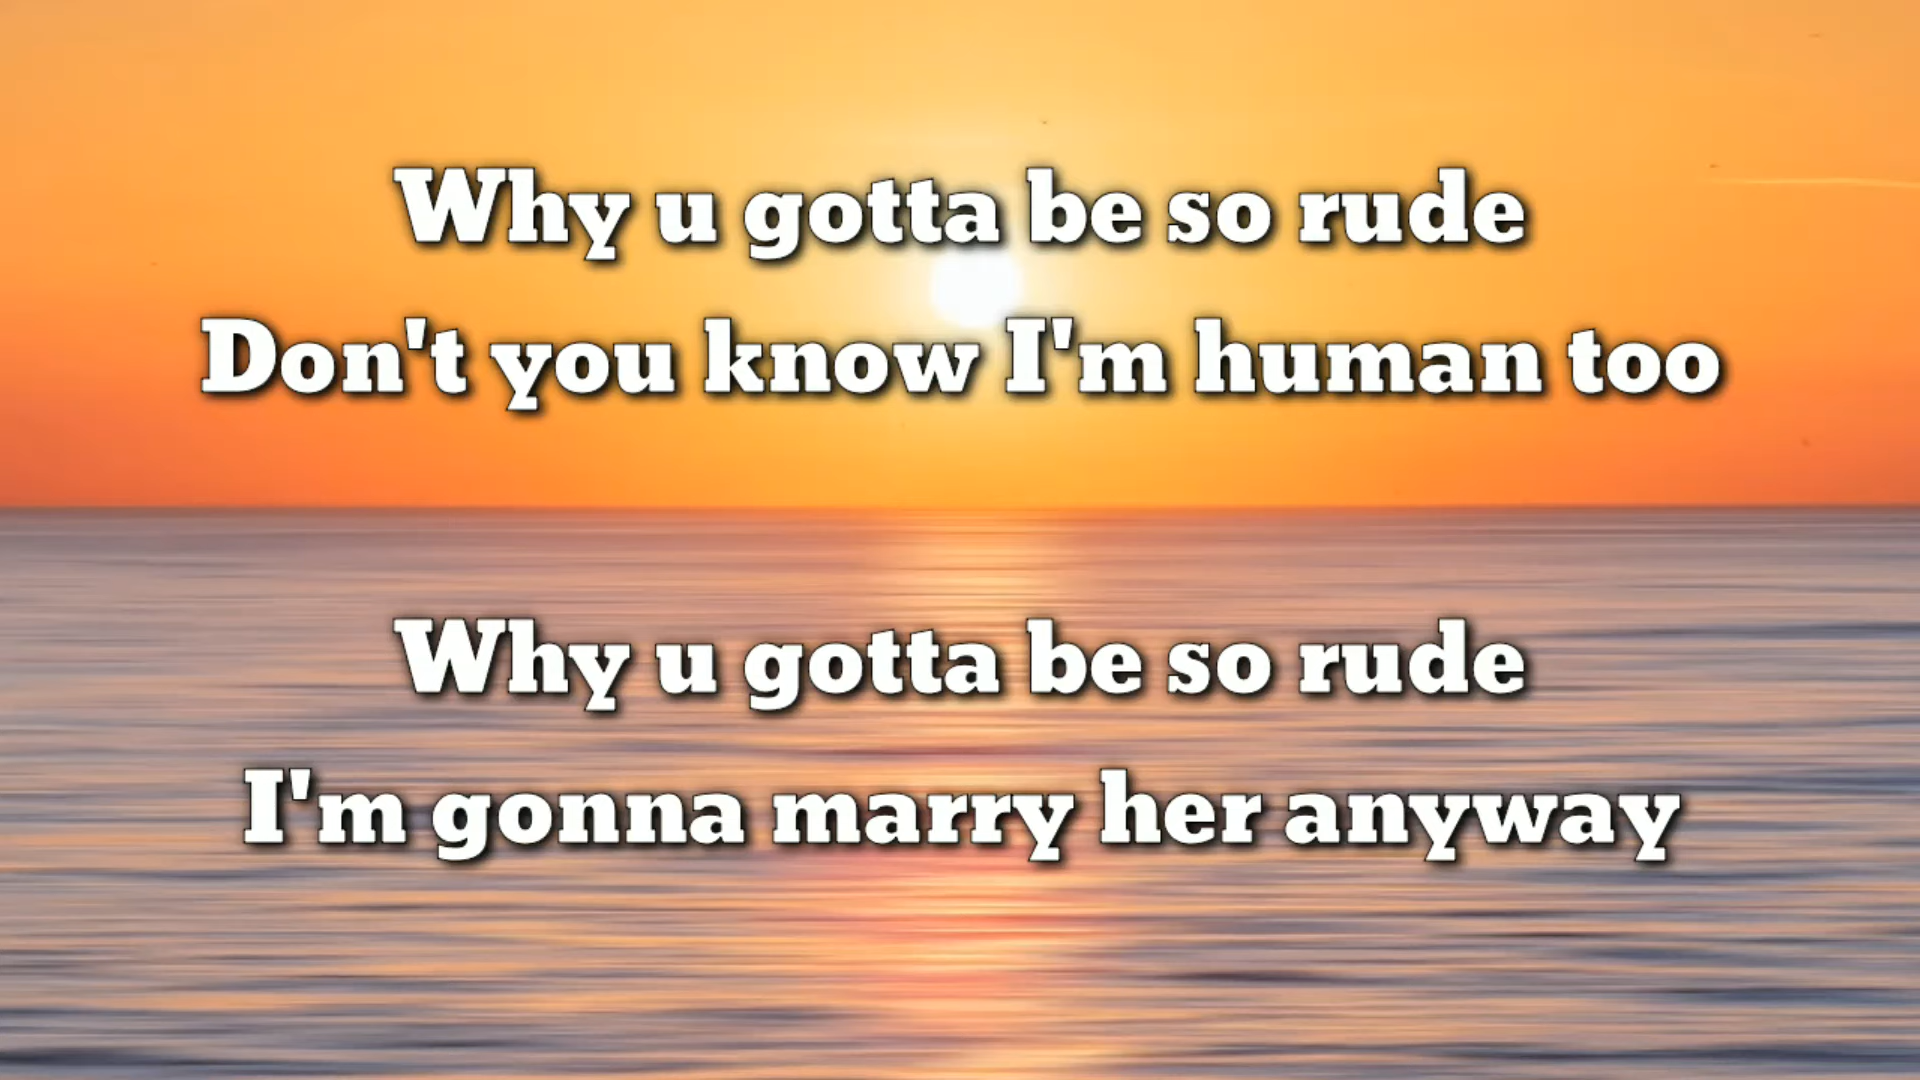 Why u gotta be so rude
Don't you know I'm human too
Why u gotta be so rude
I'm gonna marry her anyway